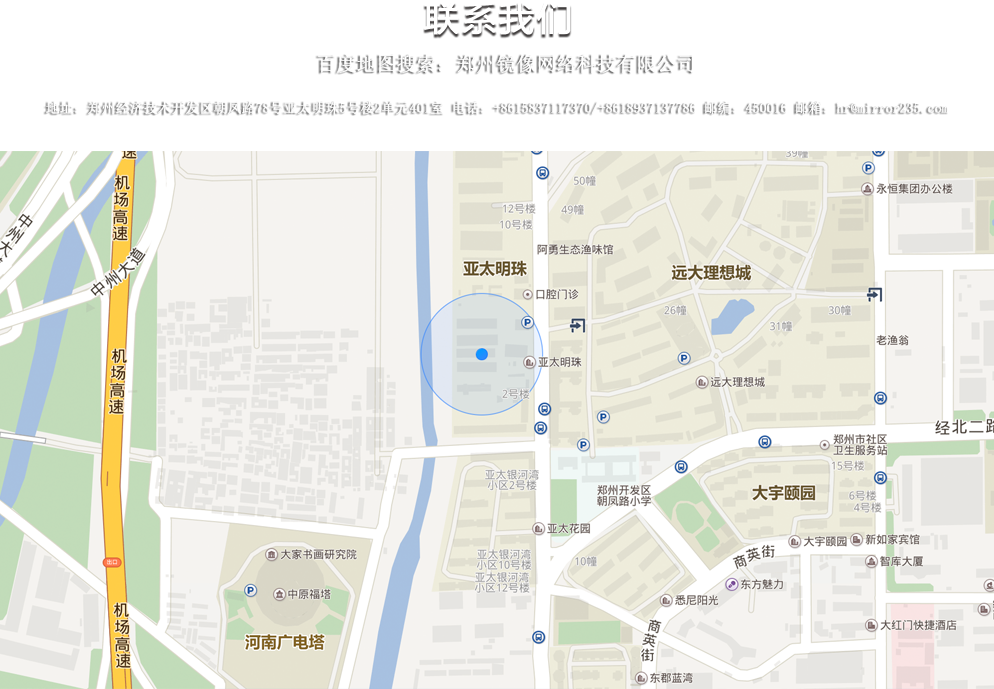 联系我们
百度地图搜索：郑州镜像网络科技有限公司
地址：郑州经济技术开发区朝凤路78号亚太明珠5号楼2单元401室 电话：+8615837117370/+8618937137786 邮编：450016 邮箱：hr@mirror235.com
速
机场高速
中州大
中州大道
机场高速
出口
机场高速
39幢
50幢
12号楼
49幢
10号楼
永恒集团办公楼
阿勇生态渔味馆
亚太明珠
远大理想城
口腔门诊
26幢
30幢
31幢
老渔翁
亚太明珠
远大理想城
2号楼
经北二路
郑州市社区
卫生服务站
15号楼
亚太银河湾
小区2号楼
郑州开发区
朝凤路小学
大宇颐园
6号楼
4号楼
亚太花园
大宇颐园
新如家宾馆
大家书画研究院
亚太银河湾
小区10号楼
亚太银河湾
小区12号楼
10幢
商英街
智库大厦
东方魅力
中原福塔
悉尼阳光
大红门快捷酒店
河南广电塔
商英街
东郡蓝湾